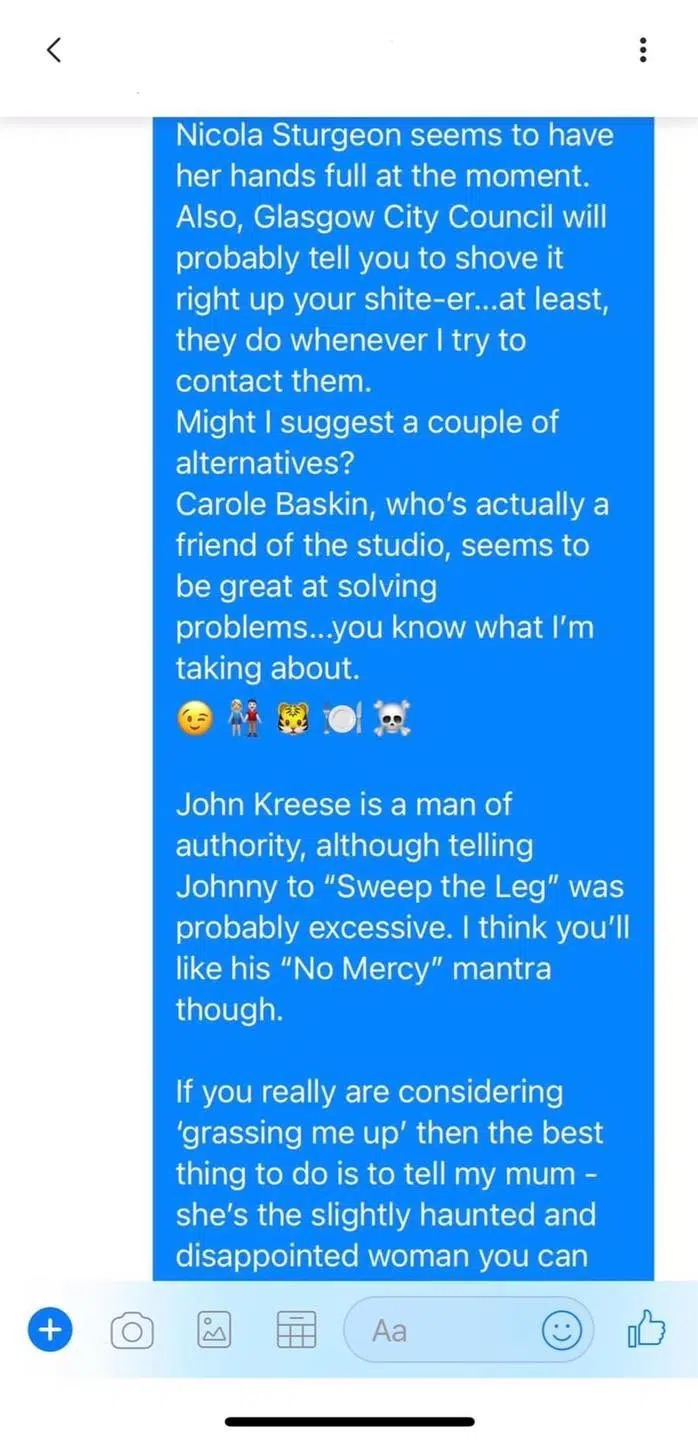 Nicola Sturgeon seems to have
her hands full at the moment.
Also, Glasgow City Council will
probably tell you to shove it
right up your shite-er...at least,
they do whenever I try to
contact them.
Might I suggest a couple of
alternatives?
Carole Baskin, who's actually a
friend of the studio, seems to
be great at solving
problems...you know what I'm
taking about.
😉 👫 🐯 🍽️ ☠️
John Kreese is a man of
authority, although telling
Johnny to “Sweep the Leg” was
probably excessive. I think you'll
like his “No Mercy” mantra
though.
If you really are considering
‘grassing me up’ then the best
thing to do is to tell my mum -
she's the slightly haunted and
disappointed woman you can
Aa